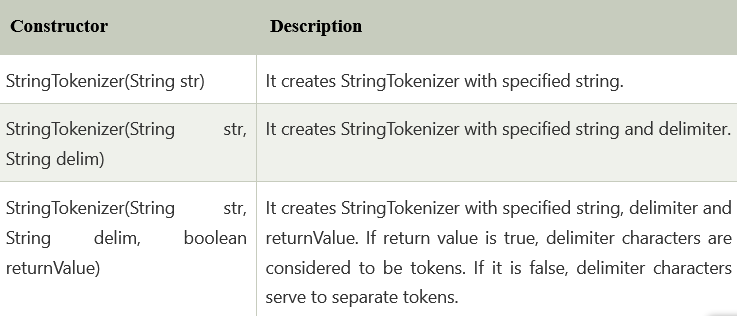 Constructor Description
StringTokenizer(String str) It creates StringTokenizer with specified string.
StringTokenizer(String str, It creates StringTokenizer with specified string and delimiter.
String delim)
StringTokenizer(String str, It creates StringTokenizer with specified string, delimiter and
String delim, boolean returnValue. If return value is true, delimiter characters are
returnValue) considered to be tokens. If it is false, delimiter characters
serve to separate tokens.